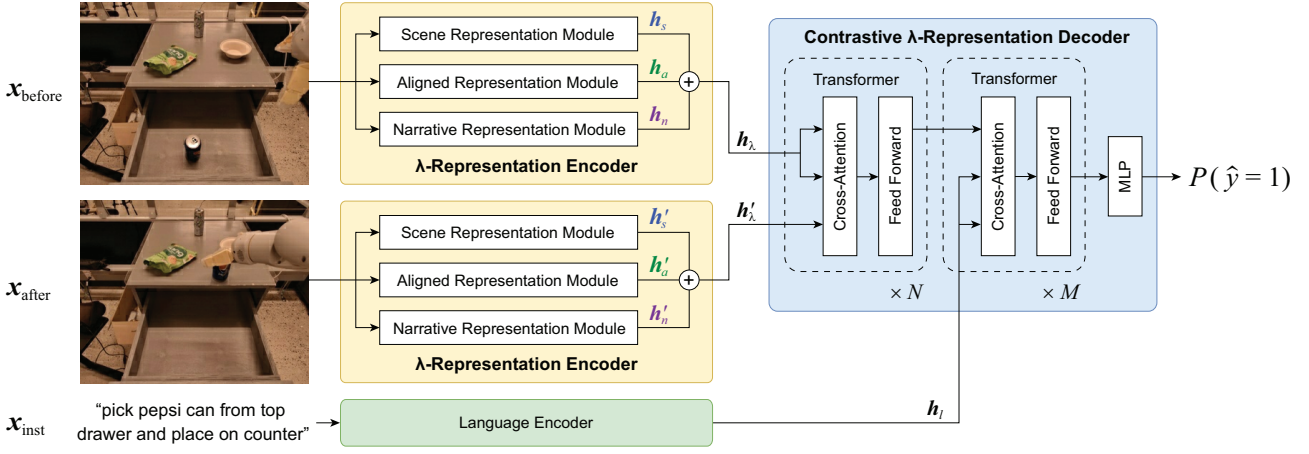 x_before
Scene Representation Module
Aligned Representation Module
Narrative Representation Module
h_s
h_a
h_n
+
λ-Representation Encoder
h_λ
x_after
Scene Representation Module
Aligned Representation Module
Narrative Representation Module
h'_s
h'_a
h'_n
+
λ-Representation Encoder
h'_λ
x_inst
“pick pepsi can from top
drawer and place on counter”
Language Encoder
h_l
Contrastive λ-Representation Decoder
Transformer
Cross-Attention
Feed Forward
× N
Transformer
Cross-Attention
Feed Forward
× M
MLP
P( ŷ = 1)